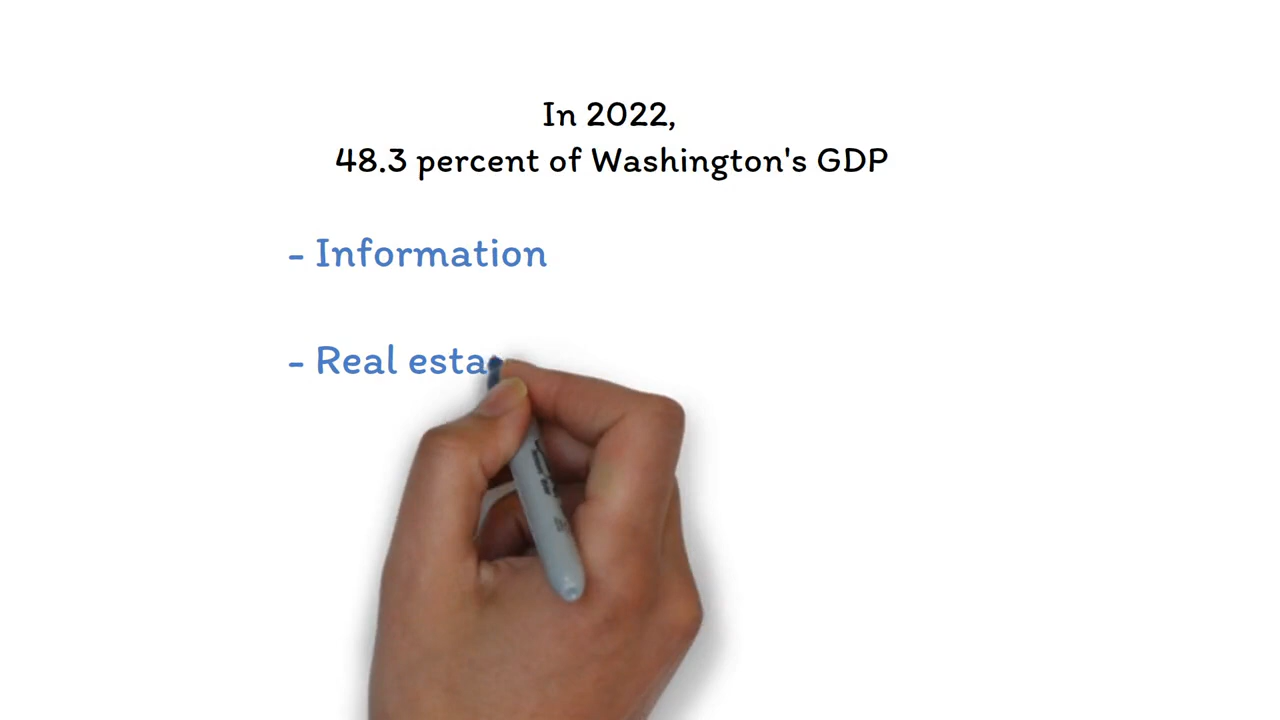 In 2022,
48.3 percent of Washington's GDP
- Information
- Real esta